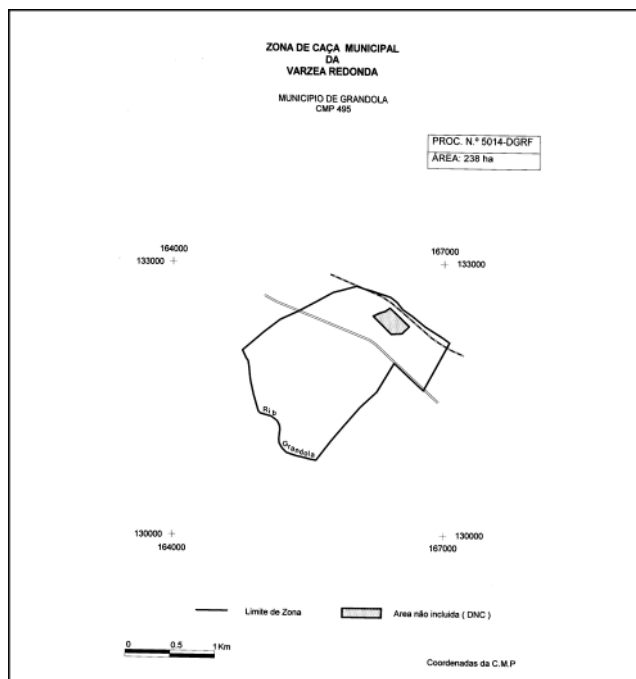 ZONA DE CAÇA MUNICIPAL
DA
VARZEA REDONDA
MUNICIPIO DE GRANDOLA
CMP 495
PROC. N.º 5014-DGRF
ÁREA: 238 ha
164000
133000
167000
133000
Rib
Grandola
130000
164000
130000
167000
Limite de Zona
Area não incluida ( DNC )
0 0.5 1Km
Coordenadas da C.M.P